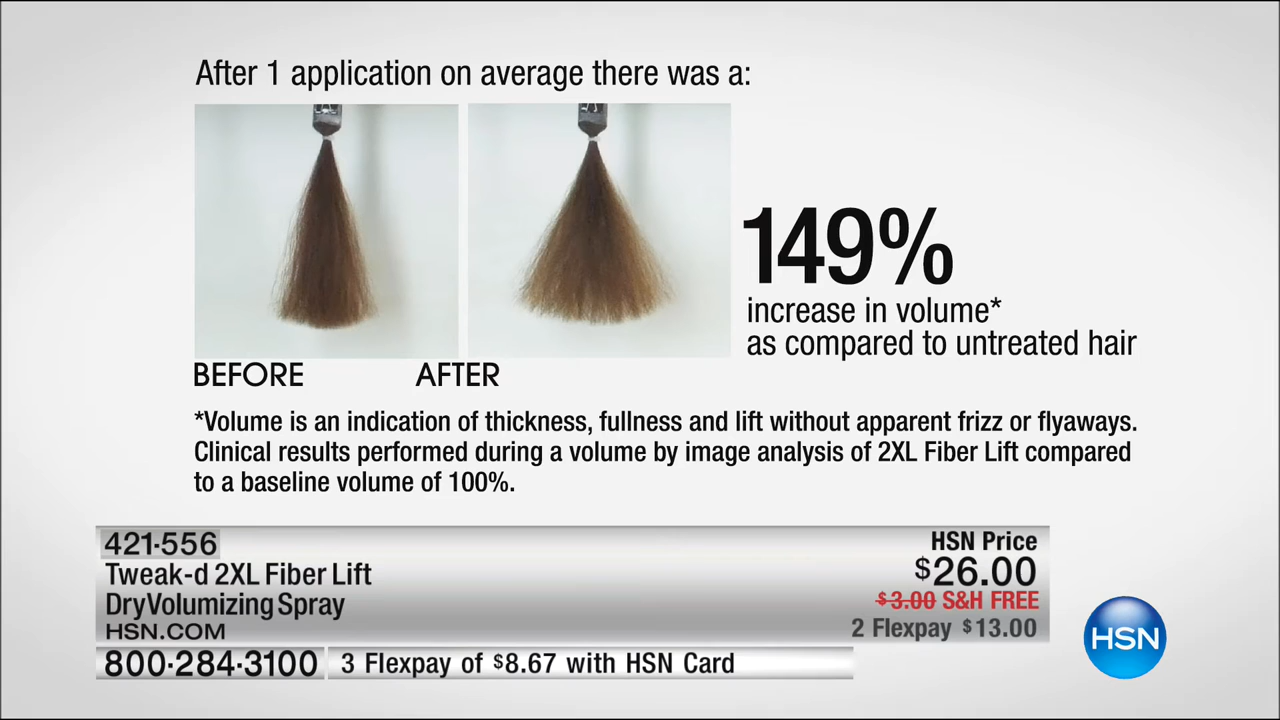 After 1 application on average there was a:
149%
increase in volume*
as compared to untreated hair
BEFORE
AFTER
*Volume is an indication of thickness, fullness and lift without apparent frizz or flyaways.
Clinical results performed during a volume by image analysis of 2XL Fiber Lift compared
to a baseline volume of 100%.
421·556
Tweak-d 2XL Fiber Lift
Dry Volumizing Spray
HSN.COM
HSN Price
$26.00
$3.00 S&H FREE
2 Flexpay $13.00
800·284·3100
3 Flexpay of $8.67 with HSN Card
HSN